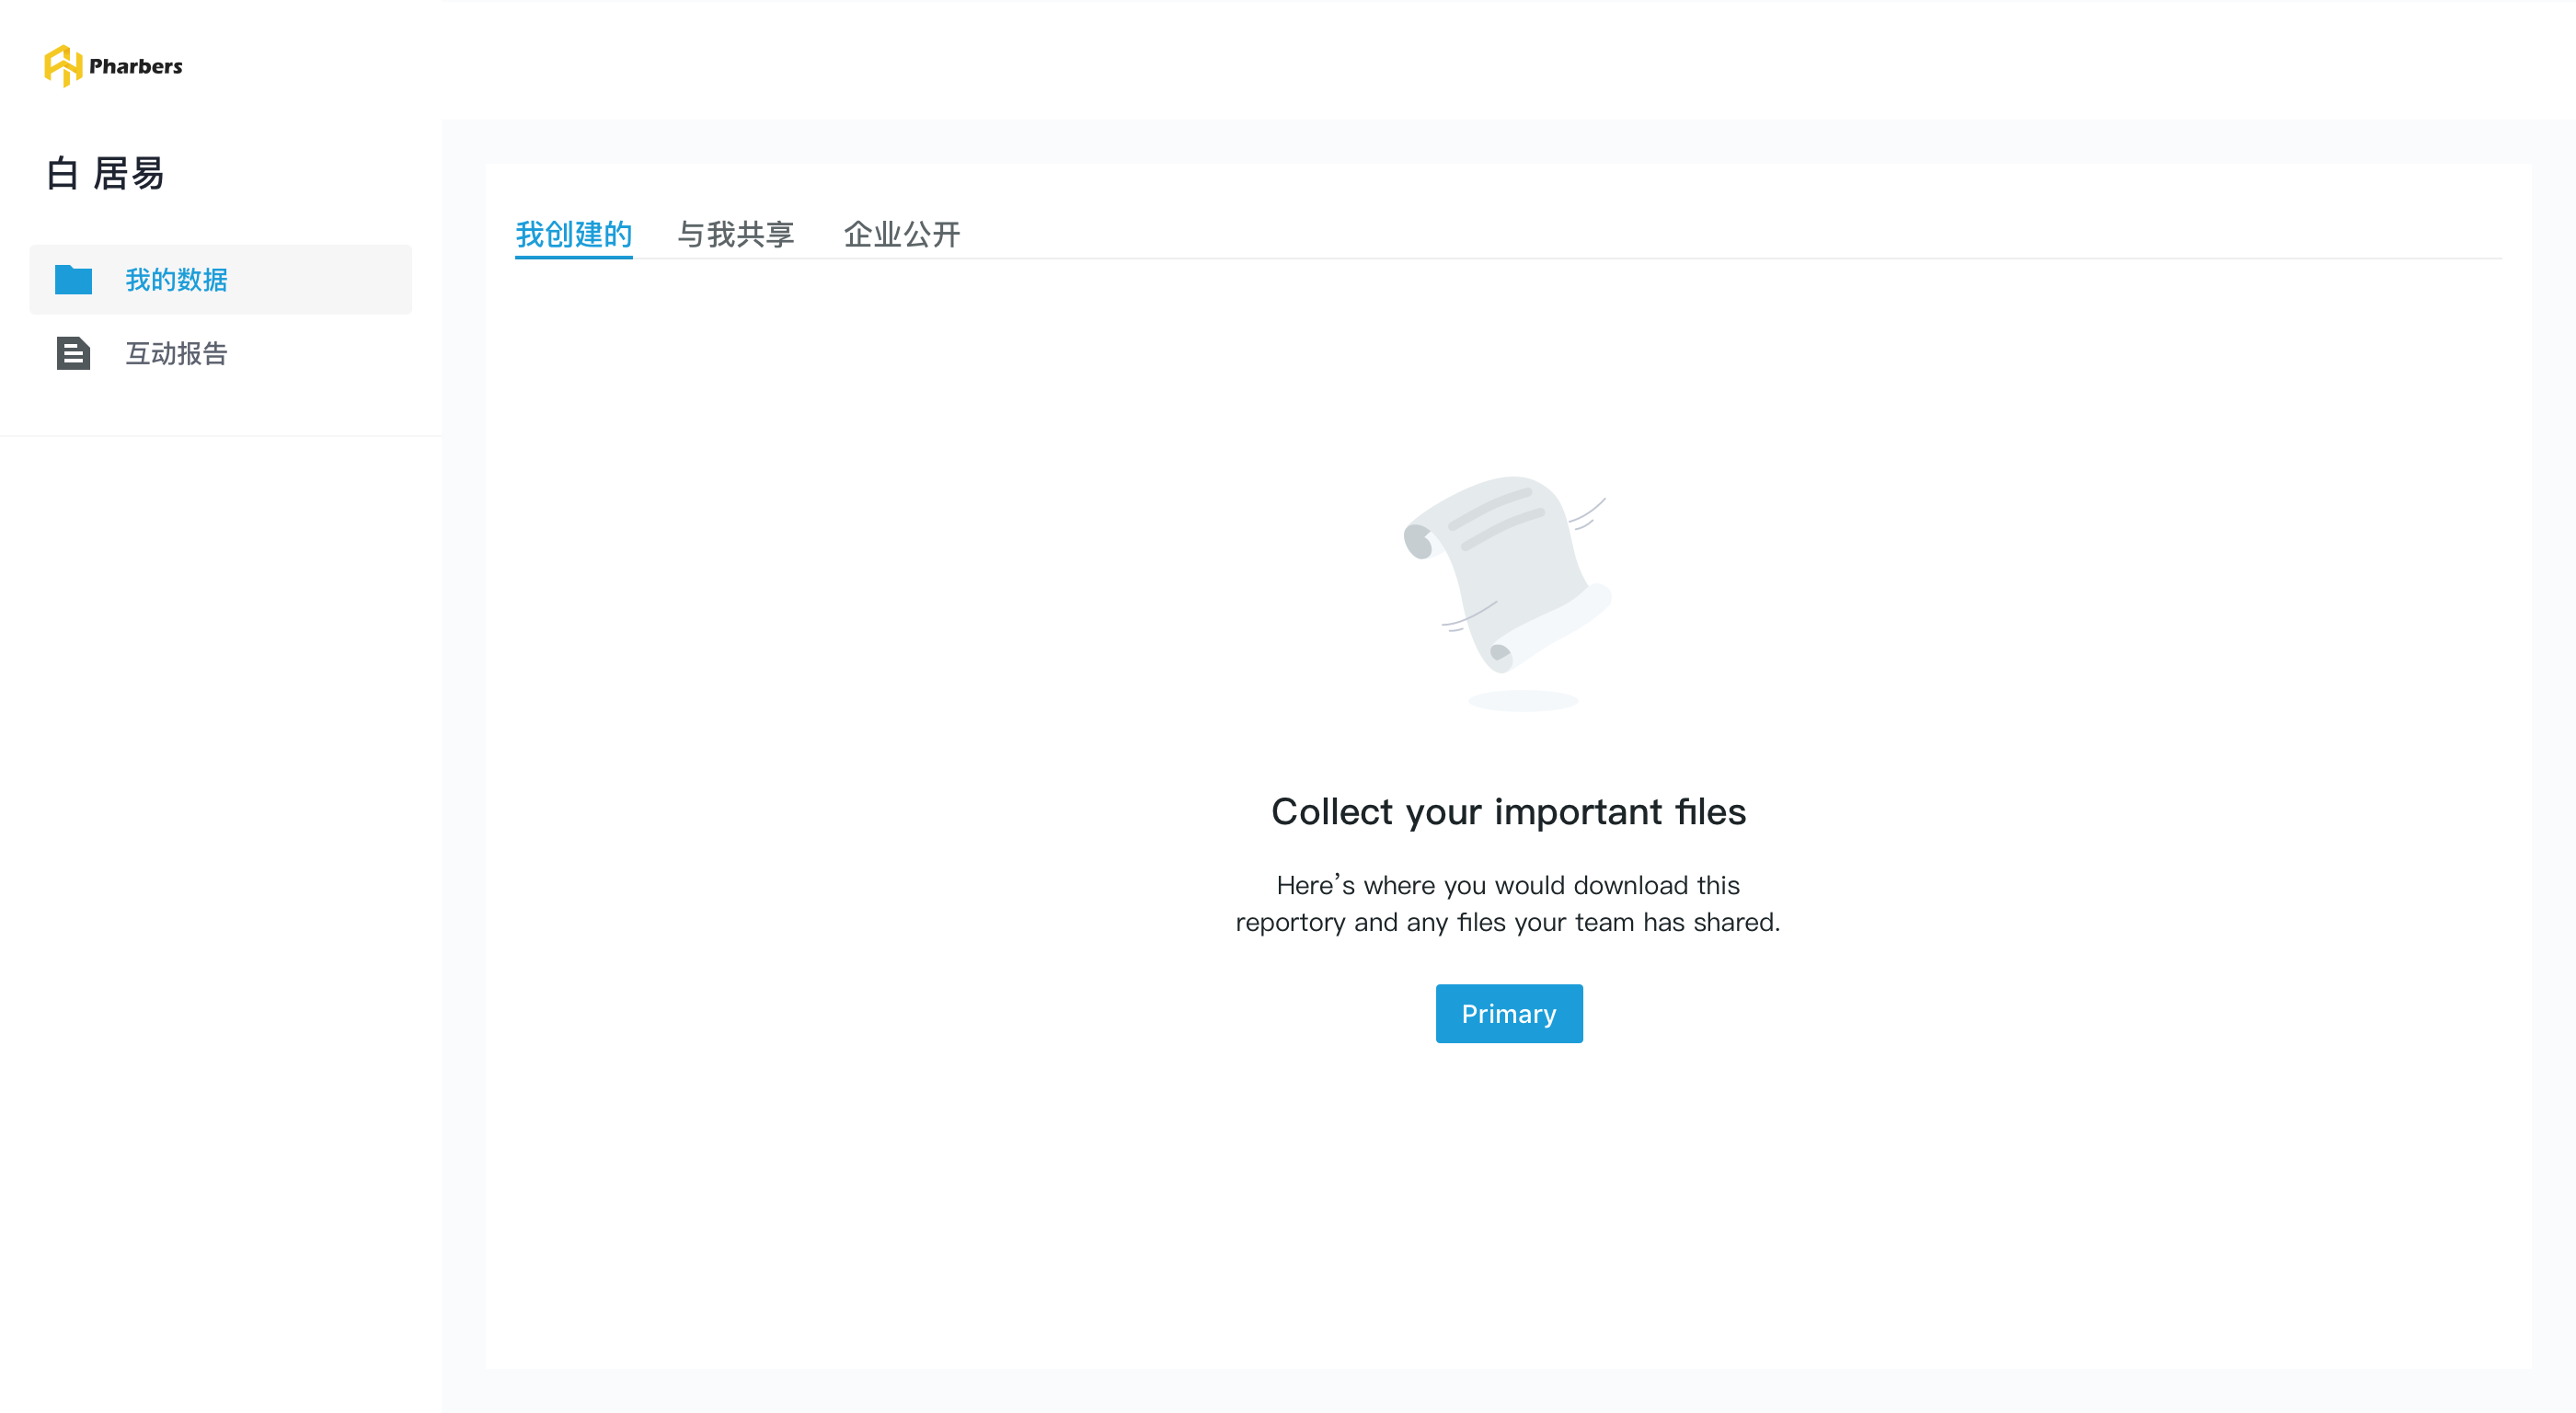 Pharbers
白 居易
我的数据
互动报告
我创建的 与我共享 企业公开
Collect your important files
Here’s where you would download this
reportory and any files your team has shared.
Primary